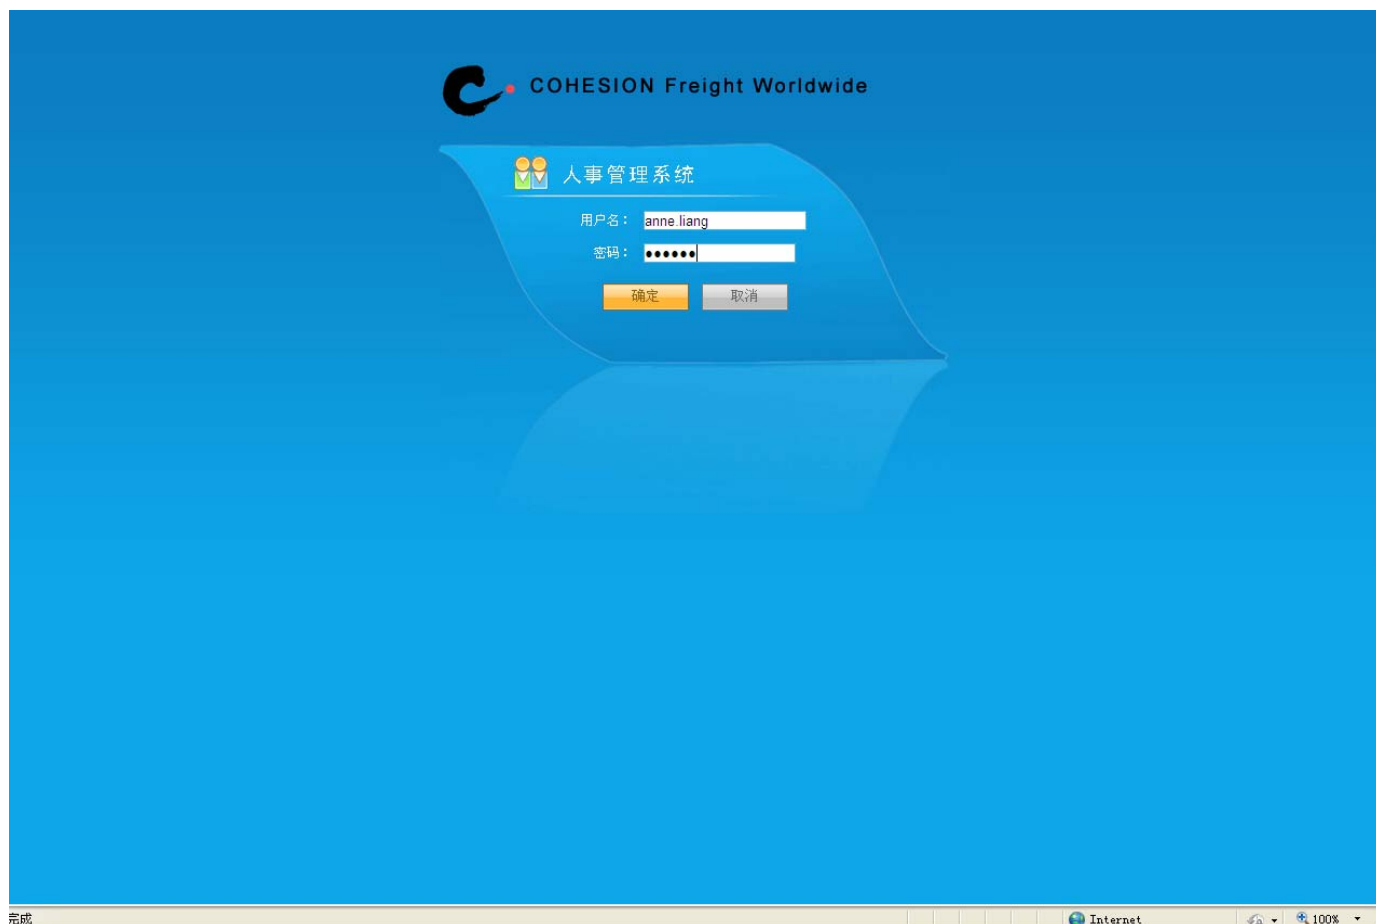 COHESION Freight Worldwide
人事管理系统
用户名： anne.liang
密码： ●●●●●●
确定 取消
完成 Internet 100%